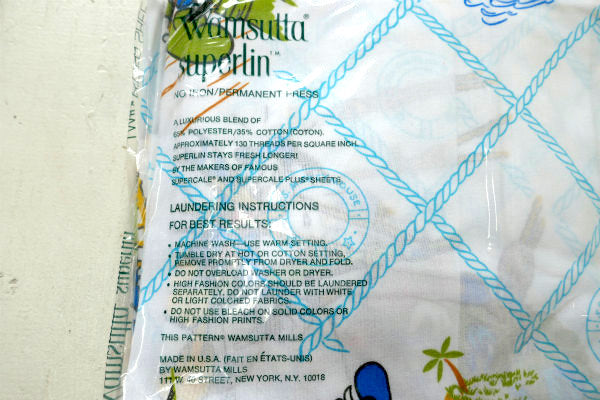 Wamsutta®
superlin™
NO IRON/PERMANENT PRESS
A LUXURIOUS BLEND OF
65% POLYESTER/35% COTTON (COTON).
APPROXIMATELY 130 THREADS PER SQUARE INCH.
SUPERLIN STAYS FRESH LONGER!
BY THE MAKERS OF FAMOUS
SUPERCALE® AND SUPERCALE PLUS® SHEETS.
LAUNDERING INSTRUCTIONS
FOR BEST RESULTS:
• MACHINE WASH—USE WARM SETTING.
• TUMBLE DRY AT HOT OR COTTON SETTING,
REMOVE PROMPTLY FROM DRYER AND FOLD.
• DO NOT OVERLOAD WASHER OR DRYER.
• HIGH FASHION COLORS SHOULD BE LAUNDERED
SEPARATELY. DO NOT LAUNDER WITH WHITE
OR LIGHT COLORED FABRICS.
• DO NOT USE BLEACH ON SOLID COLORS OR
HIGH FASHION PRINTS.
THIS PATTERN® WAMSUTTA MILLS
MADE IN U.S.A. (FAIT EN ÉTATS-UNIS)
BY WAMSUTTA MILLS
111 W. 40 STREET, NEW YORK, N.Y. 10018